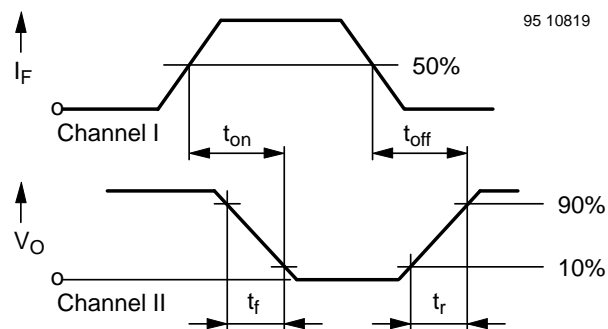 95 10819
I_F
50%
o
Channel I
t_on
t_off
V_O
90%
10%
o
Channel II
t_f
t_r